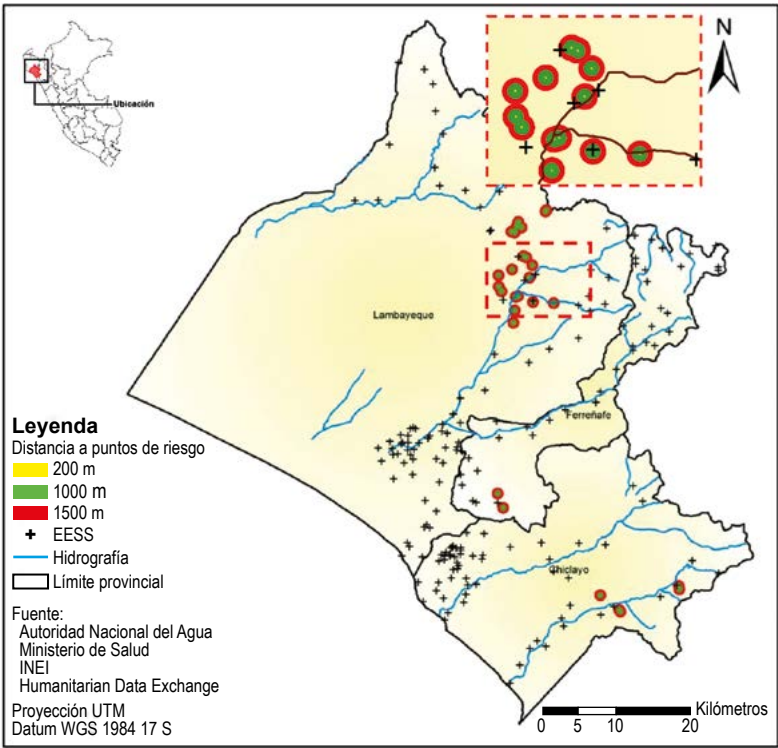 N
Ubicación
Lambayeque
Ferreñafe
Chiclayo
Leyenda
Distancia a puntos de riesgo
200 m
1000 m
1500 m
EESS
Hidrografía
Límite provincial
Fuente:
Autoridad Nacional del Agua
Ministerio de Salud
INEI
Humanitarian Data Exchange
Proyección UTM
Datum WGS 1984 17 S
Kilómetros
0 5 10 20